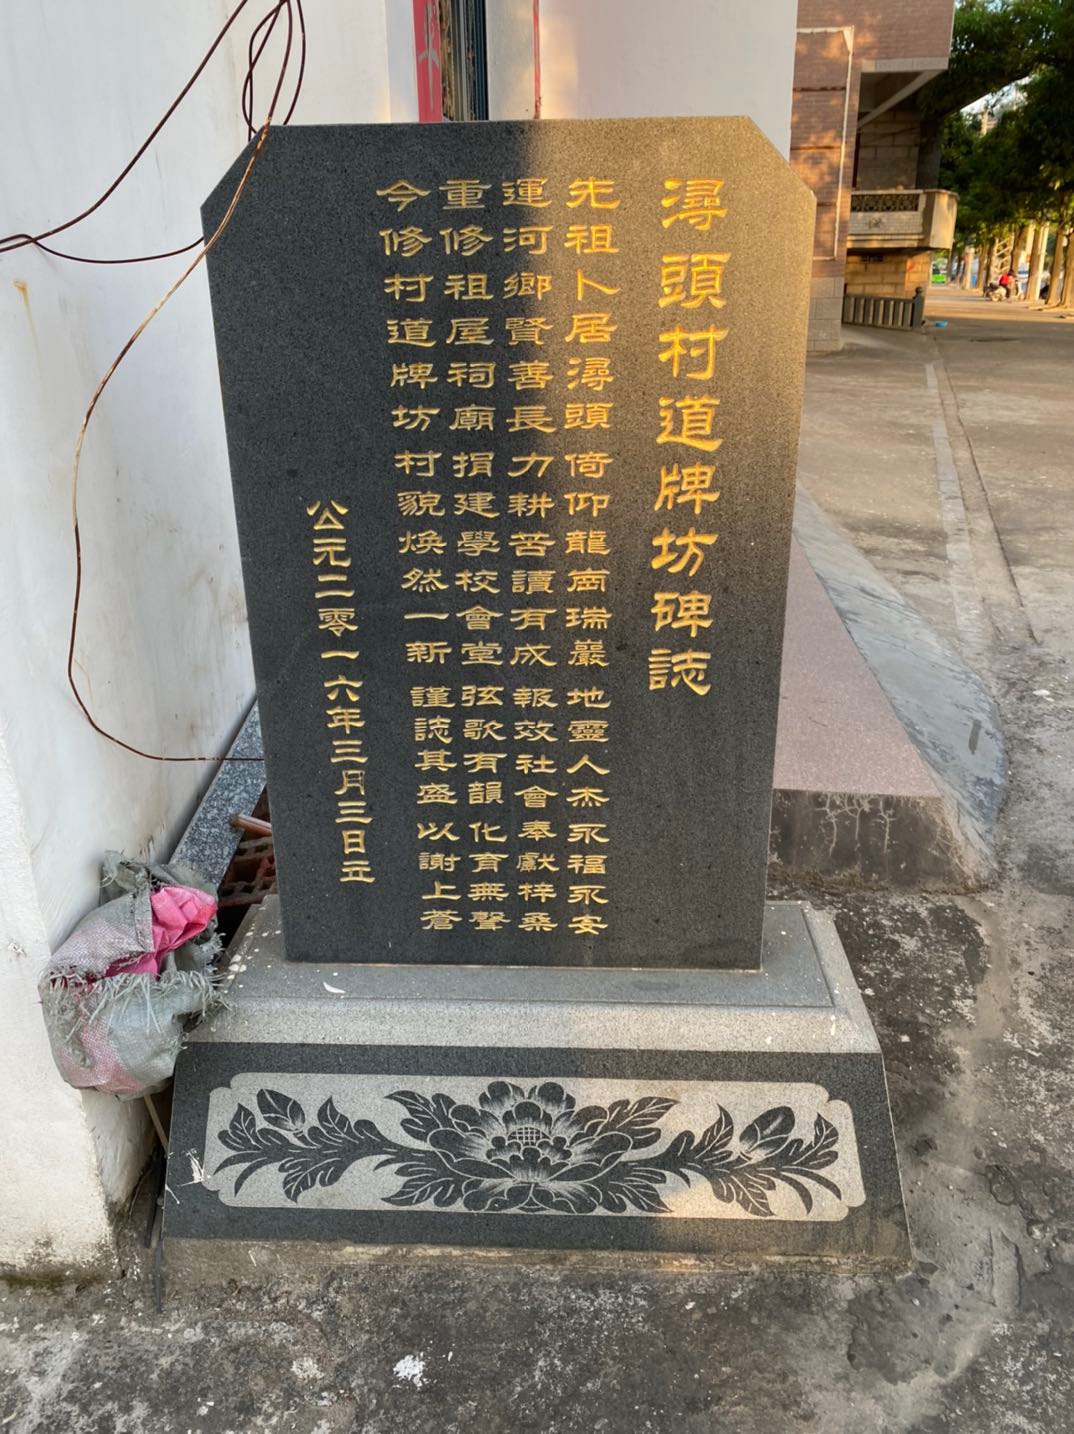 潯頭村道牌坊碑誌
先祖卜居潯頭倚仰龍崗瑞巖地靈人杰永福永安
運河鄉賢善長力耕苦讀有成報效社會奉獻梓桑
重修祖屋祠廟捐建學校會堂弦歌有韻化育無聲
今修村道牌坊村貌煥然一新謹誌其盛以謝上蒼
公元二零一六年三月三日立